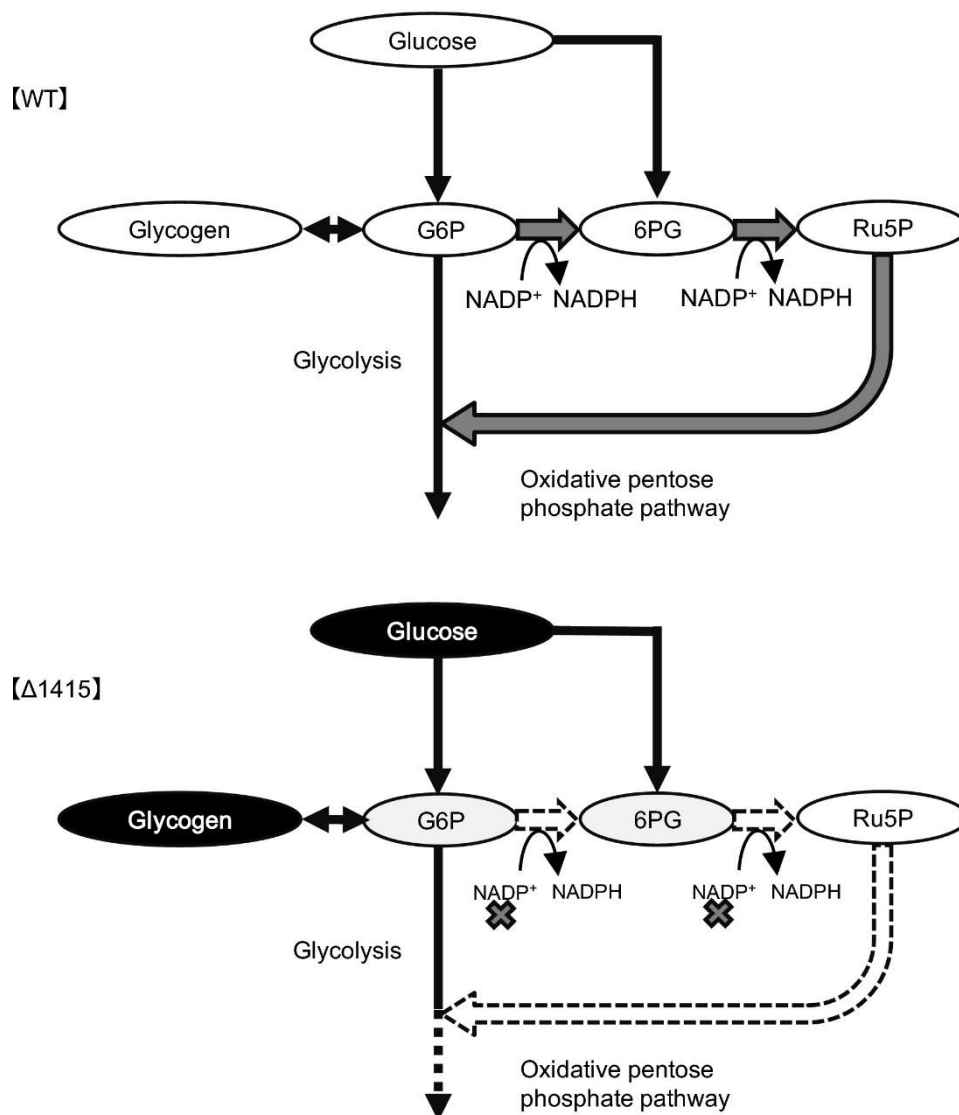 Glucose
【WT】
Glycogen
G6P
6PG
Ru5P
NADP⁺ NADPH
NADP⁺ NADPH
Glycolysis
Oxidative pentose
phosphate pathway
Glucose
【Δ1415】
Glycogen
G6P
6PG
Ru5P
NADP⁺ NADPH
NADP⁺ NADPH
Glycolysis
Oxidative pentose
phosphate pathway